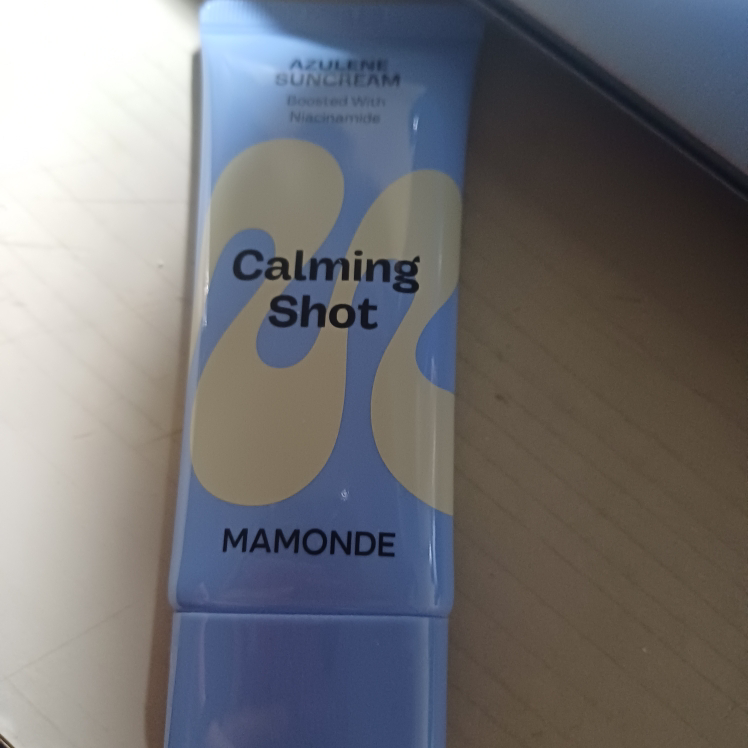 AZULENE
SUNCREAM
Boosted With
Niacinamide
Calming
Shot
MAMONDE